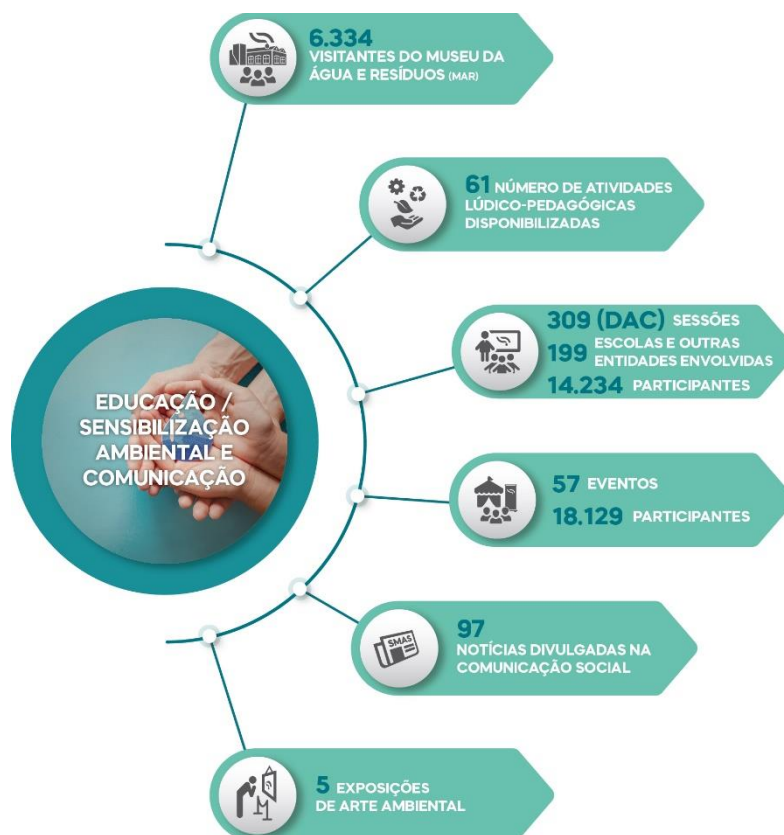 6.334
VISITANTES DO MUSEU DA
ÁGUA E RESÍDUOS (MAR)
61 NÚMERO DE ATIVIDADES
LÚDICO-PEDAGÓGICAS
DISPONIBILIZADAS
309 (DAC) SESSÕES
199 ESCOLAS E OUTRAS
ENTIDADES ENVOLVIDAS
14.234 PARTICIPANTES
EDUCAÇÃO /
SENSIBILIZAÇÃO
AMBIENTAL E
COMUNICAÇÃO
57 EVENTOS
18.129 PARTICIPANTES
SMAS
97
NOTÍCIAS DIVULGADAS NA
COMUNICAÇÃO SOCIAL
5 EXPOSIÇÕES
DE ARTE AMBIENTAL